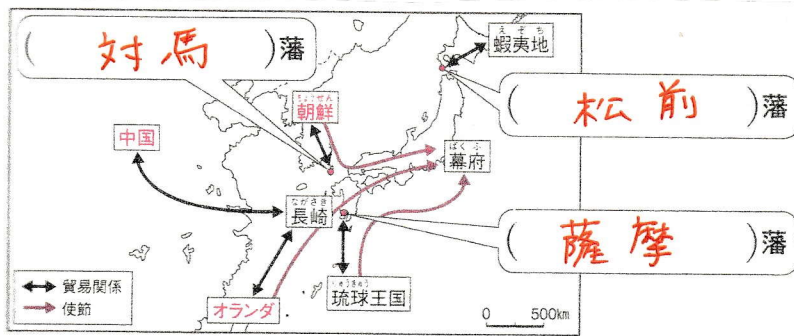 えぞち
蝦夷地
( 対馬 )藩
ちょうせん
朝鮮
( 松前 )藩
中国
ばくふ
幕府
ながさき
長崎
( 薩摩 )藩
貿易関係
使節
オランダ
りゅうきゅう
琉球王国
0 500km